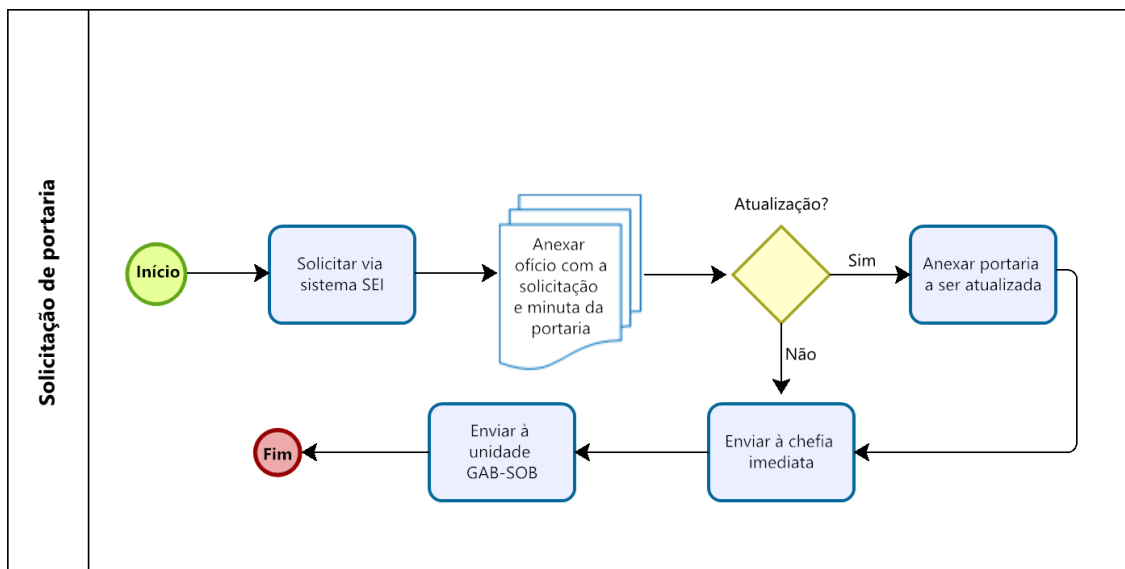 Solicitação de portaria
Início
Solicitar via
sistema SEI
Anexar
ofício com a
solicitação
e minuta da
portaria
Atualização?
Sim
Anexar portaria
a ser atualizada
Não
Enviar à chefia
imediata
Enviar à
unidade
GAB-SOB
Fim